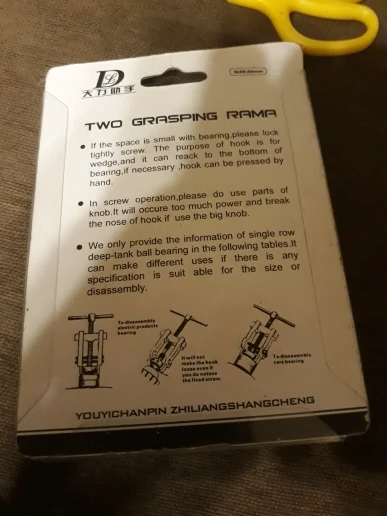 DL
大力助手
TWO GRASPING RAMA
• If the space is small with bearing,please lock
tightly screw. The purpose of hook is for
wedge,and it can reack to the bottom of
bearing,if necessary ,hook can be pressed by
hand.
• In screw operation,please do use parts of
knob.It will occure too much power and break
the nose of hook if use the big knob.
• We only provide the information of single row
deep-tank ball bearing in the following tables.It
can make different uses if there is any
specification is suit able for the size or
disassembly.
To disassembly
electric products
bearing
It will not
make the hook
loose even if
you do notuse
the fixed screw
To disassembly
cars bearing
YOUYICHANPIN ZHILIANGSHANGCHENG